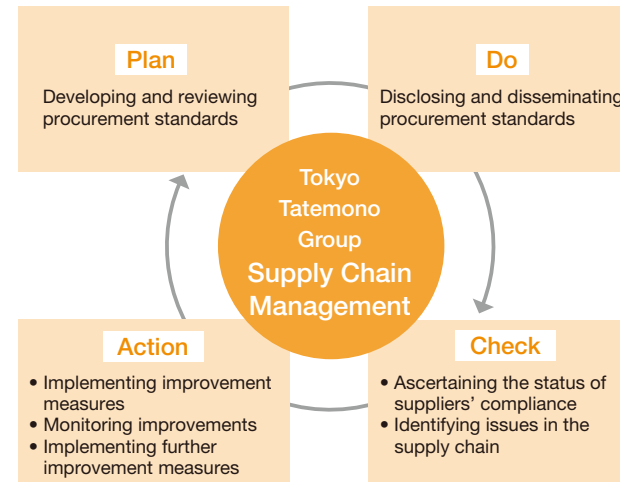 Plan
Developing and reviewing
procurement standards
Do
Disclosing and disseminating
procurement standards
Tokyo
Tatemono
Group
Supply Chain
Management
Action
• Implementing improvement
measures
• Monitoring improvements
• Implementing further
improvement measures
Check
• Ascertaining the status of
suppliers’ compliance
• Identifying issues in the
supply chain